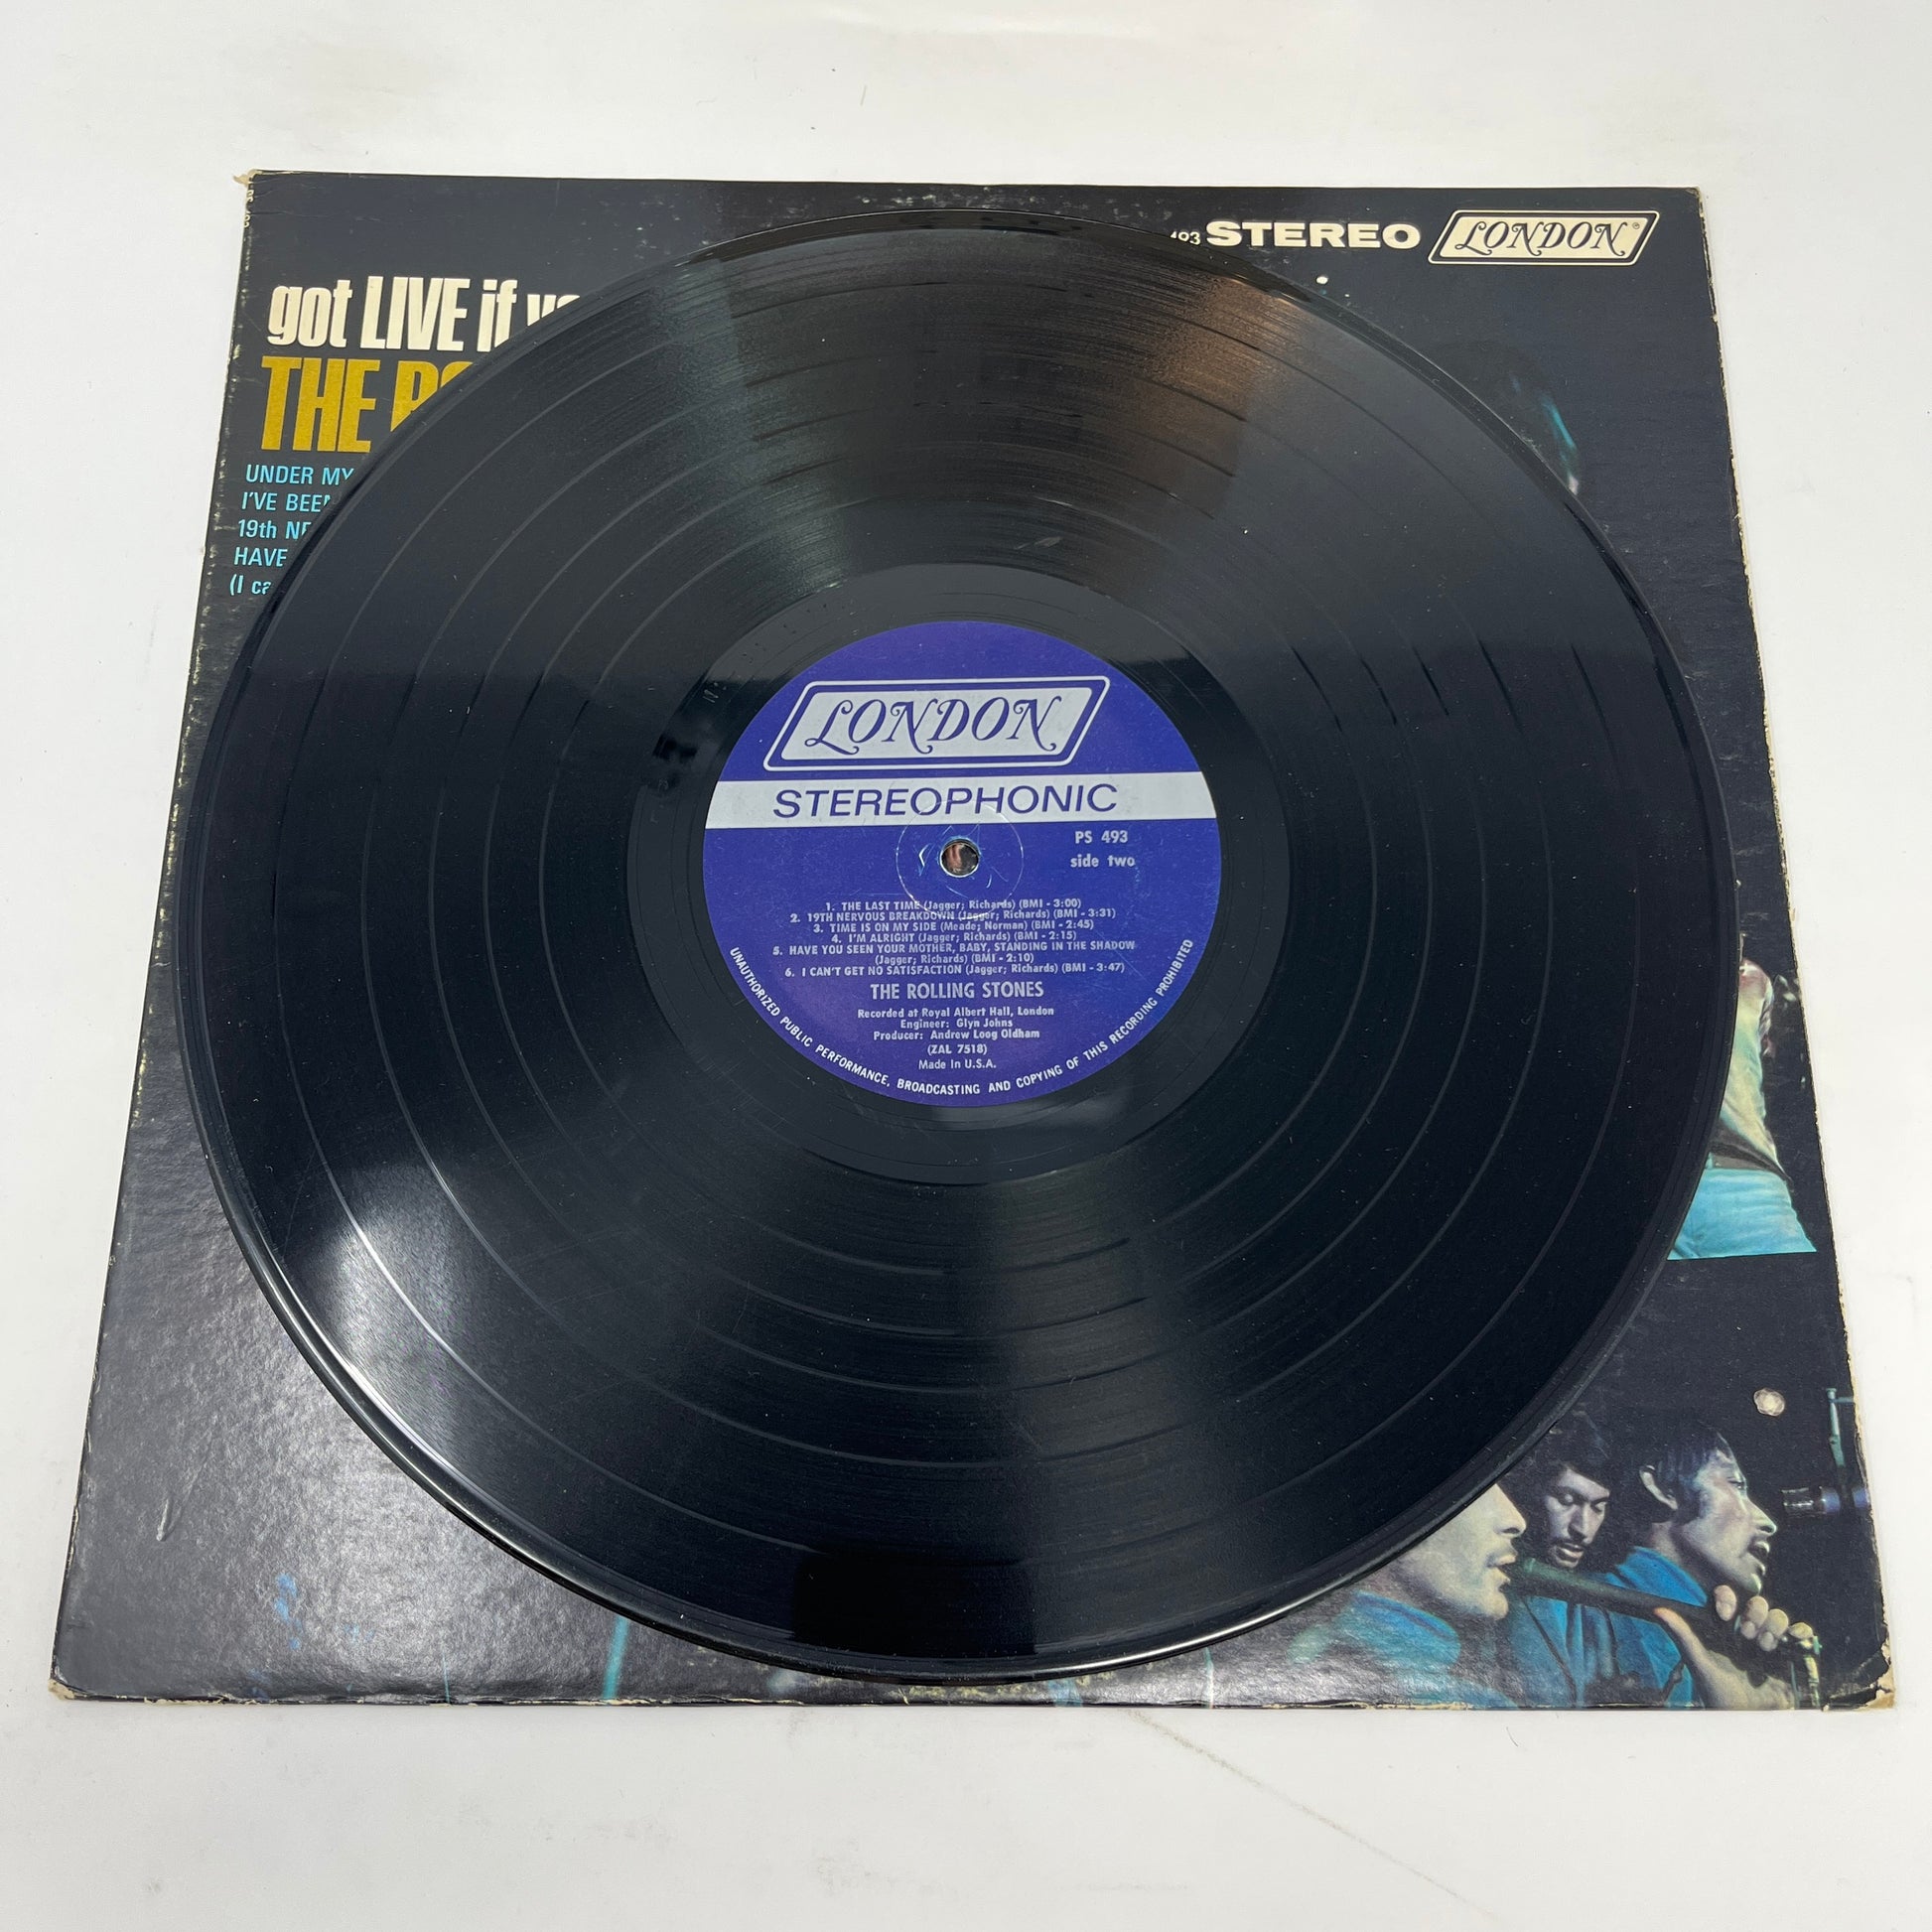 493 STEREO LONDON®
got LIVE if
THE
UNDER MY
I'VE BEEN
19th
HAVE
(I
LONDON
STEREOPHONIC
PS 493
side two
1. THE LAST TIME (Jagger; Richards) (BMI - 3:00)
2. 19TH NERVOUS BREAKDOWN (Jagger; Richards) (BMI - 3:31)
3. TIME IS ON MY SIDE (Meade; Norman) (BMI - 2:45)
4. I'M ALRIGHT (Jagger; Richards) (BMI - 2:15)
5. HAVE YOU SEEN YOUR MOTHER, BABY, STANDING IN THE SHADOW
(Jagger; Richards) (BMI - 2:10)
6. I CAN'T GET NO SATISFACTION (Jagger; Richards) (BMI - 3:47)
THE ROLLING STONES
Recorded at Royal Albert Hall, London
Engineer: Glyn Johns
Producer: Andrew Loog Oldham
(ZAL 7518)
Made In U.S.A.
UNAUTHORIZED PUBLIC PERFORMANCE, BROADCASTING AND COPYING OF THIS RECORDING PROHIBITED